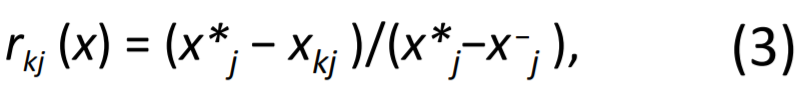 r_kj (x) = (x*_j – x_kj )/(x*_j–x⁻_j ), (3)